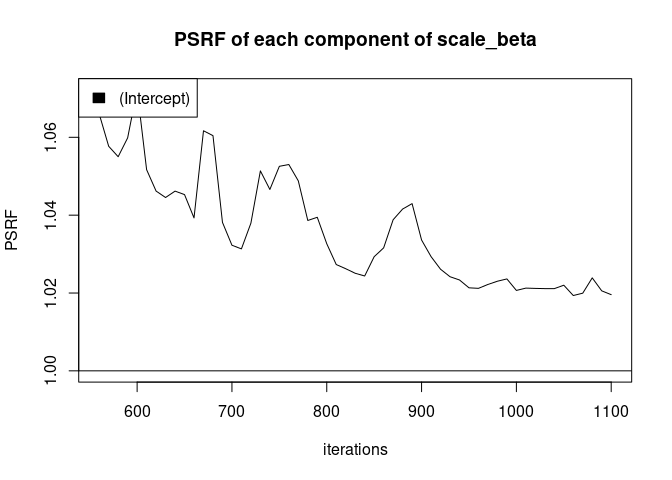 PSRF of each component of scale_beta
(Intercept)
PSRF
1.06
1.04
1.02
1.00
600 700 800 900 1000 1100
iterations